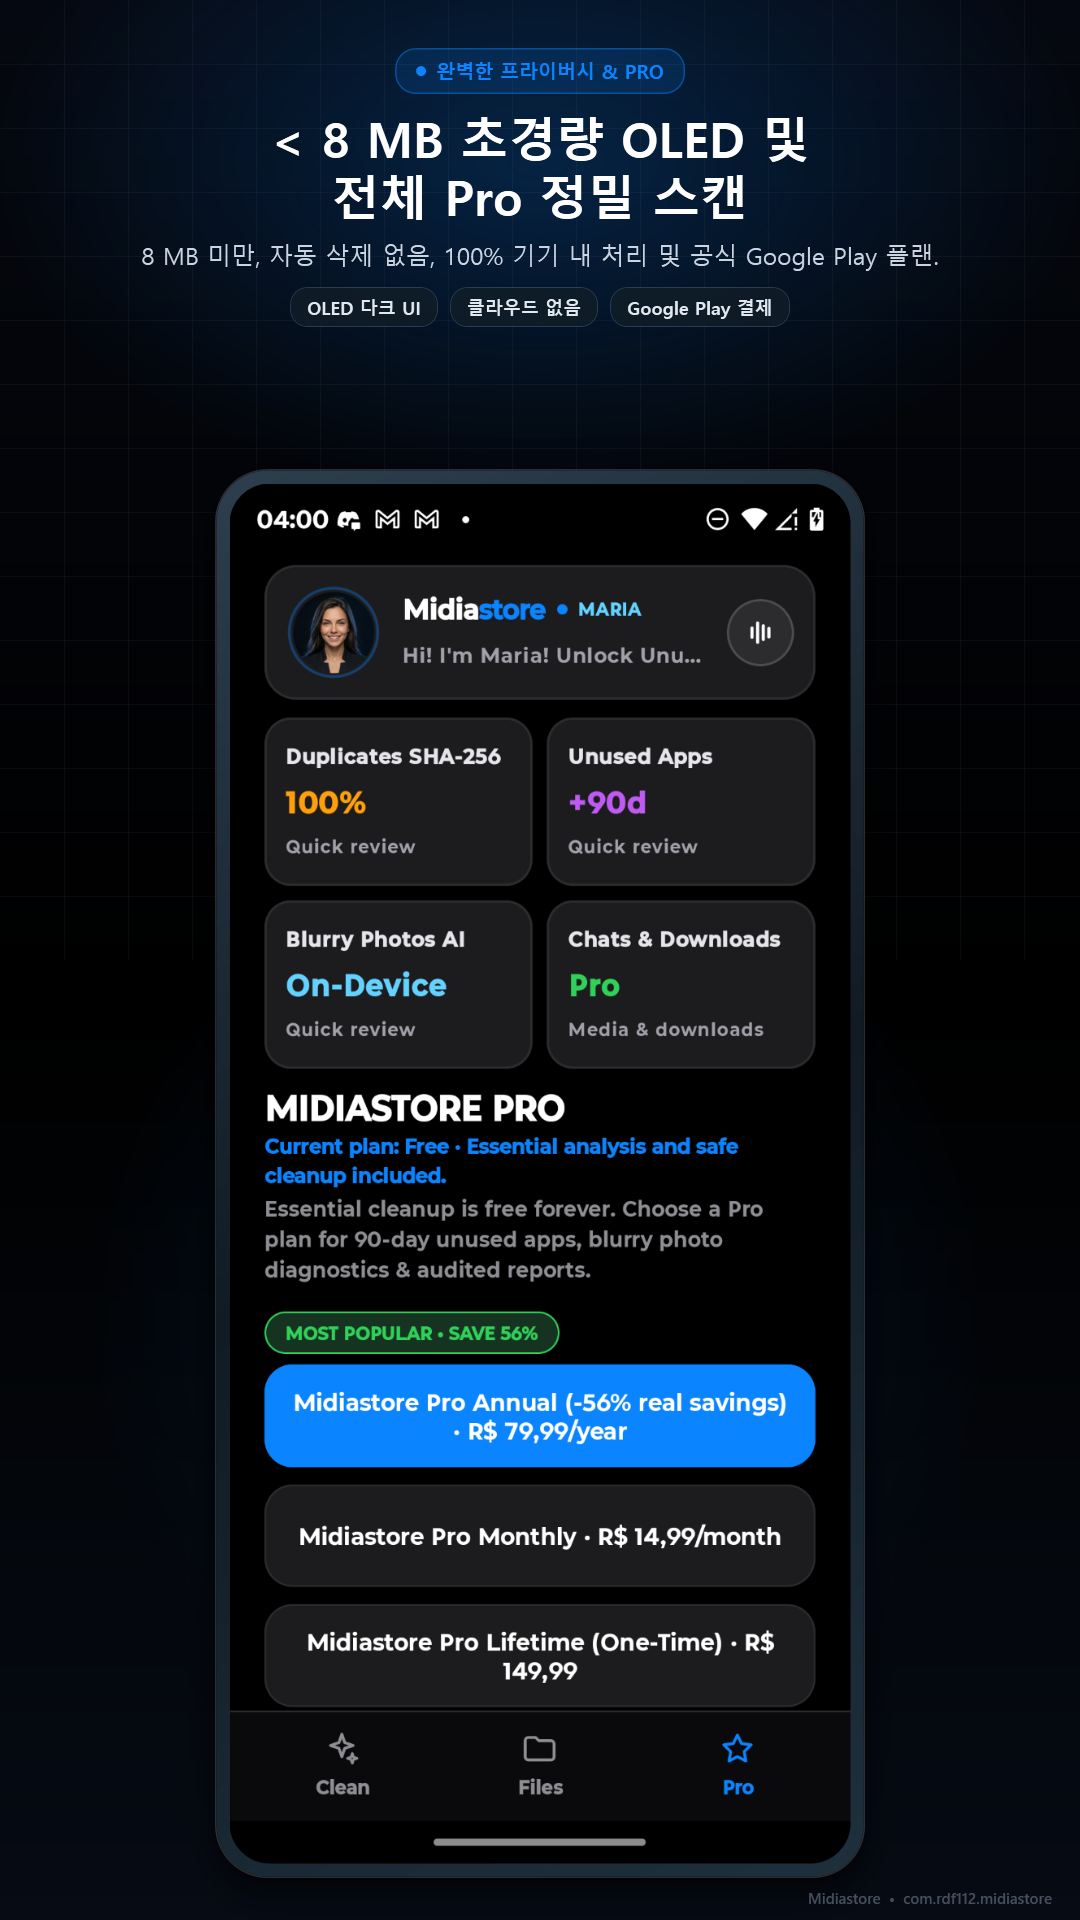 완벽한 프라이버시 & PRO
< 8 MB 초경량 OLED 및
전체 Pro 정밀 스캔
8 MB 미만, 자동 삭제 없음, 100% 기기 내 처리 및 공식 Google Play 플랜.
OLED 다크 UI
클라우드 없음
Google Play 결제
04:00
Midiastore • MARIA
Hi! I'm Maria! Unlock Unu...
Duplicates SHA-256
100%
Quick review
Unused Apps
+90d
Quick review
Blurry Photos AI
On-Device
Quick review
Chats & Downloads
Pro
Media & downloads
MIDIASTORE PRO
Current plan: Free · Essential analysis and safe
cleanup included.
Essential cleanup is free forever. Choose a Pro
plan for 90-day unused apps, blurry photo
diagnostics & audited reports.
MOST POPULAR • SAVE 56%
Midiastore Pro Annual (-56% real savings)
· R$ 79,99/year
Midiastore Pro Monthly · R$ 14,99/month
Midiastore Pro Lifetime (One-Time) · R$
149,99
Clean
Files
Pro
Midiastore • com.rdf112.midiastore